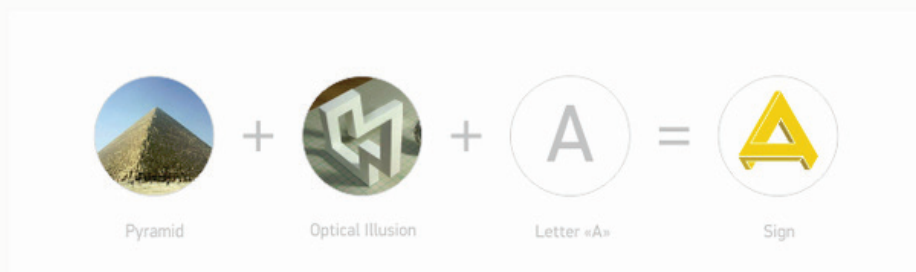 + + A =
Pyramid Optical Illusion Letter «A» Sign